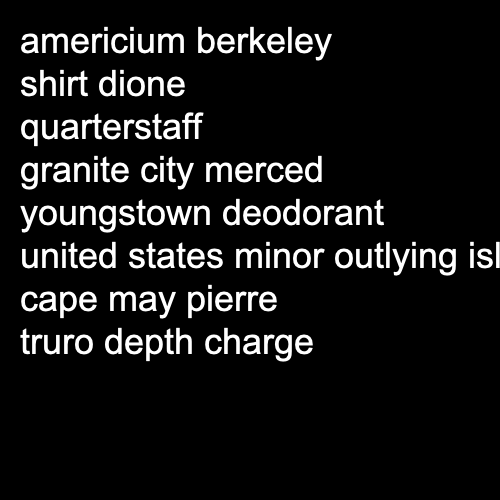 americium berkeley
shirt dione
quarterstaff
granite city merced
youngstown deodorant
united states minor outlying
cape may pierre
truro depth charge